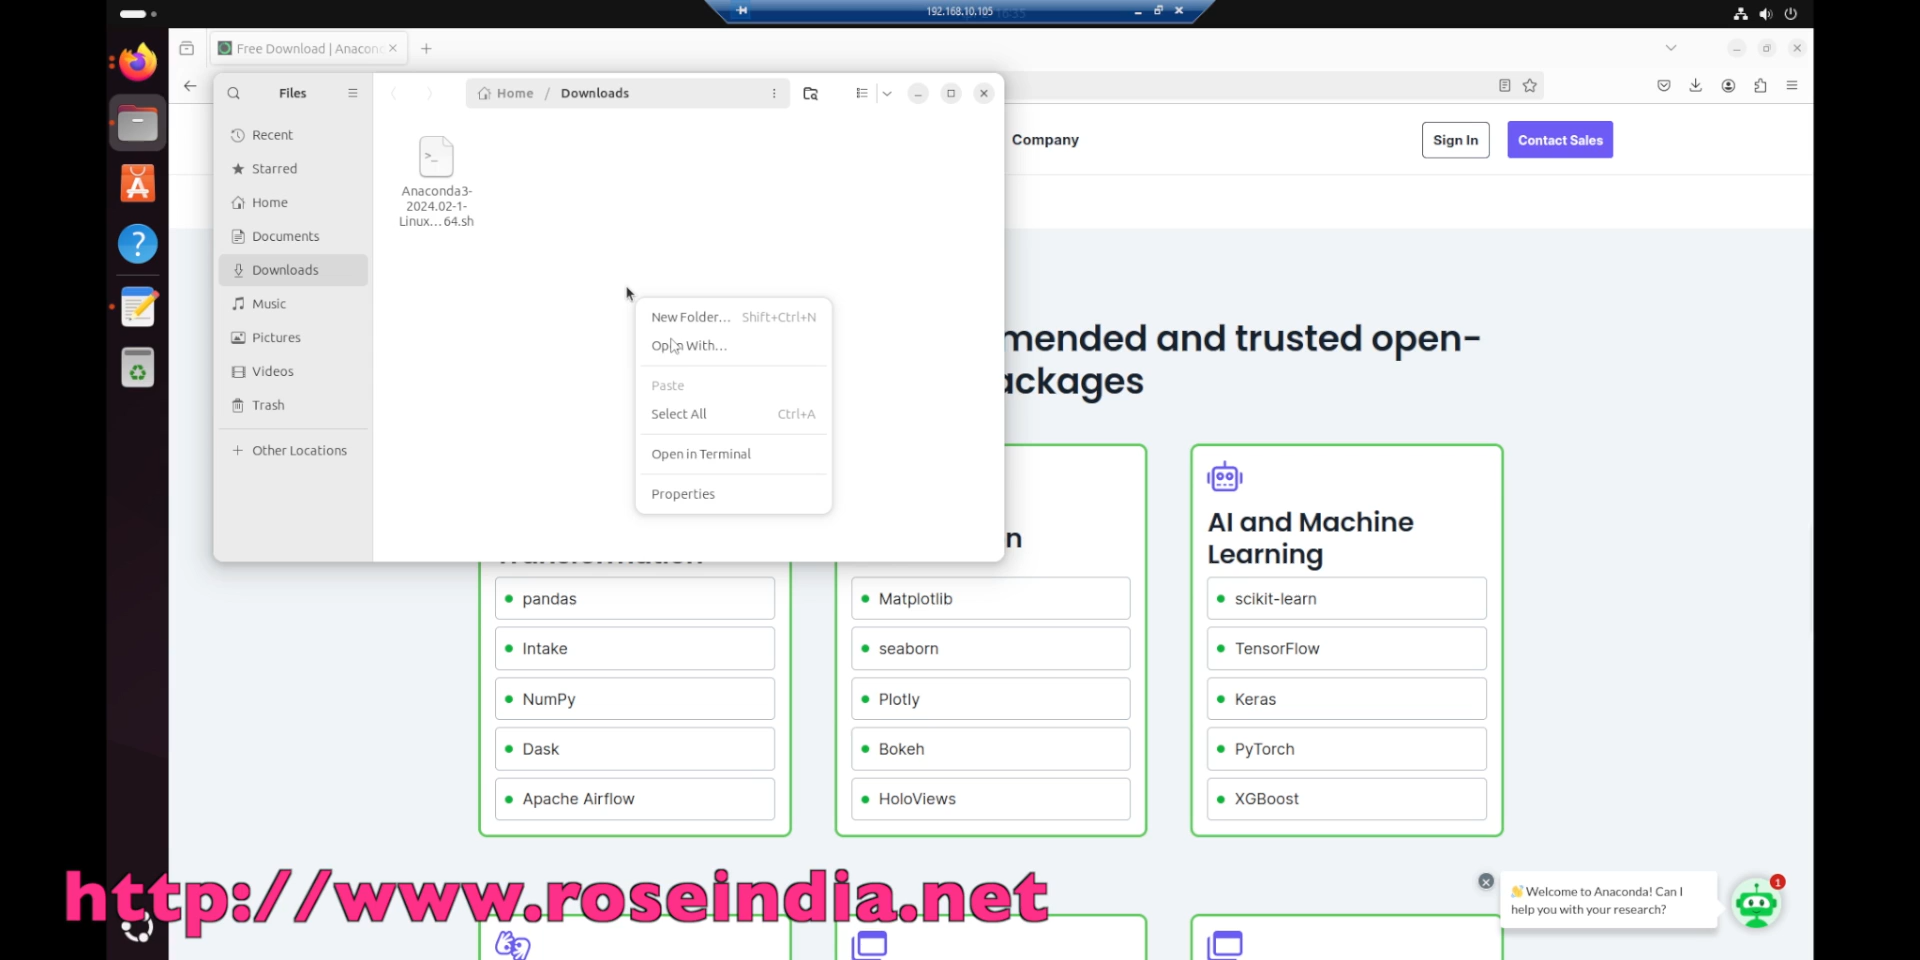 192.168.10.105
Free Download | Anacon
Files
Home / Downloads
Recent
Starred
Home
Documents
Downloads
Music
Pictures
Videos
Trash
Other Locations
Anaconda3-
2024.02-1-
Linux...64.sh
New Folder... Shift+Ctrl+N
Open With...
Paste
Select All Ctrl+A
Open in Terminal
Properties
Company
Sign In
Contact Sales
mended and trusted open-
ackages
n
pandas
Intake
NumPy
Dask
Apache Airflow
Matplotlib
seaborn
Plotly
Bokeh
HoloViews
AI and Machine
Learning
scikit-learn
TensorFlow
Keras
PyTorch
XGBoost
http://www.roseindia.net
👋 Welcome to Anaconda! Can I
help you with your research?
1